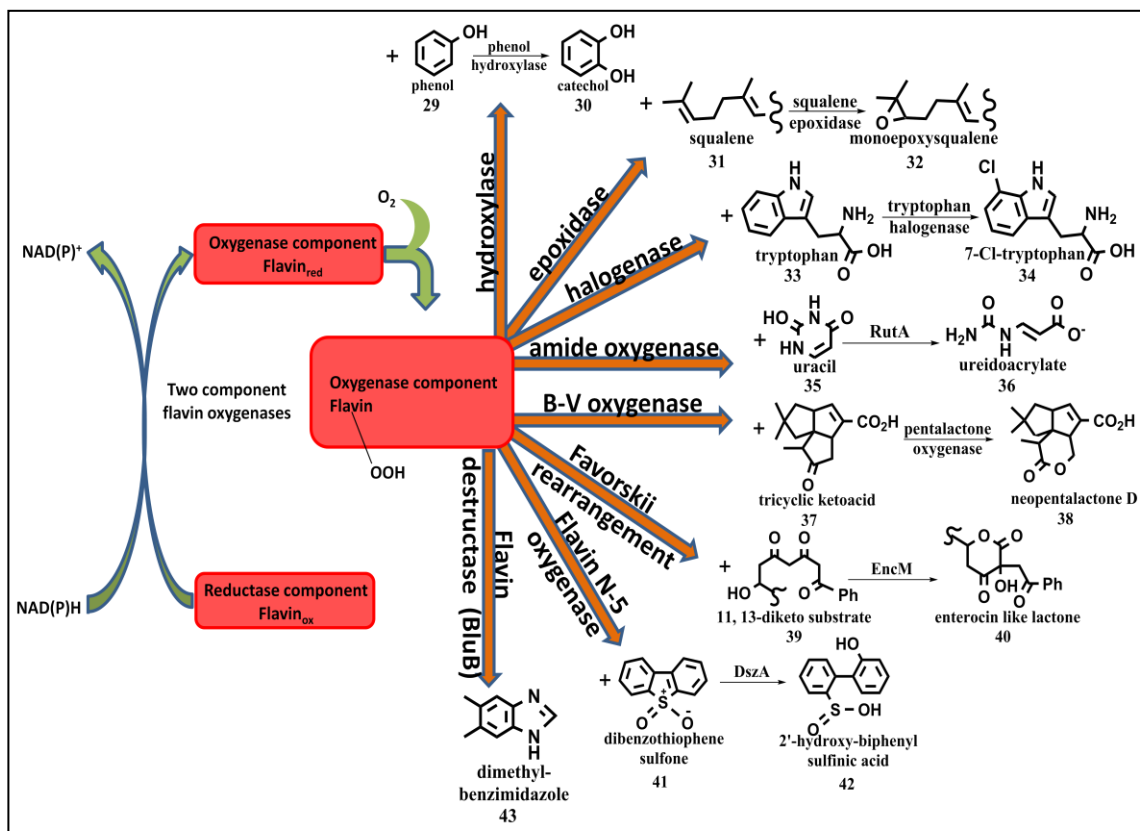 +
OH
phenol
29
phenol
hydroxylase
OH
OH
catechol
30
+
squalene
31
squalene
epoxidase
O
monoepoxysqualene
32
+
H
N
NH2
OH
O
tryptophan
33
tryptophan
halogenase
Cl
H
N
NH2
OH
O
7-Cl-tryptophan
34
+
HO
H
N
O
HN
uracil
35
RutA
O
H2N
N
H
O
O-
ureidoacrylate
36
+
CO2H
O
tricyclic ketoacid
37
pentalactone
oxygenase
CO2H
O
O
neopentalactone D
38
+
O
O
HO
O
Ph
11, 13-diketo substrate
39
EncM
O
O
OH
O
O
Ph
enterocin like lactone
40
+
S+
O
O-
dibenzothiophene
sulfone
41
DszA
HO
S
OH
O
2'-hydroxy-biphenyl
sulfinic acid
42
N
N
H
dimethyl-
benzimidazole
43
hydroxylase
epoxidase
halogenase
amide oxygenase
B-V oxygenase
Favorskii
rearrangement
Flavin N-5
oxygenase
Flavin
destructase (BluB)
O2
NAD(P)+
Oxygenase component
Flavinred
Two component
flavin oxygenases
Oxygenase component
Flavin
OOH
NAD(P)H
Reductase component
Flavinox